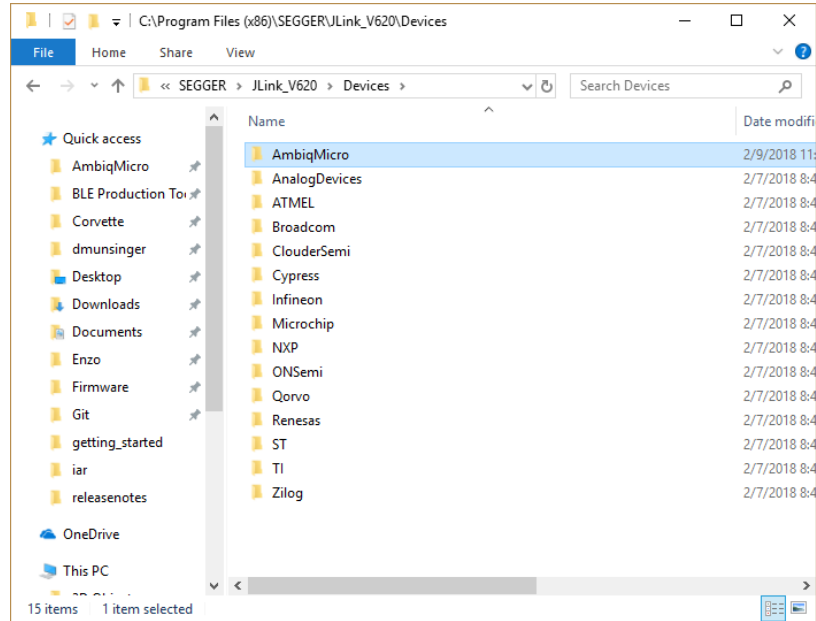 C:\Program Files (x86)\SEGGER\JLink_V620\Devices
File Home Share View
« SEGGER > JLink_V620 > Devices > Search Devices
Name Date modifi
Quick access
AmbiqMicro
BLE Production To
Corvette
dmunsinger
Desktop
Downloads
Documents
Enzo
Firmware
Git
getting_started
iar
releasenotes
OneDrive
This PC
AmbiqMicro 2/9/2018 11:
AnalogDevices 2/7/2018 8:4
ATMEL 2/7/2018 8:4
Broadcom 2/7/2018 8:4
ClouderSemi 2/7/2018 8:4
Cypress 2/7/2018 8:4
Infineon 2/7/2018 8:4
Microchip 2/7/2018 8:4
NXP 2/7/2018 8:4
ONSemi 2/7/2018 8:4
Qorvo 2/7/2018 8:4
Renesas 2/7/2018 8:4
ST 2/7/2018 8:4
TI 2/7/2018 8:4
Zilog 2/7/2018 8:4
15 items 1 item selected